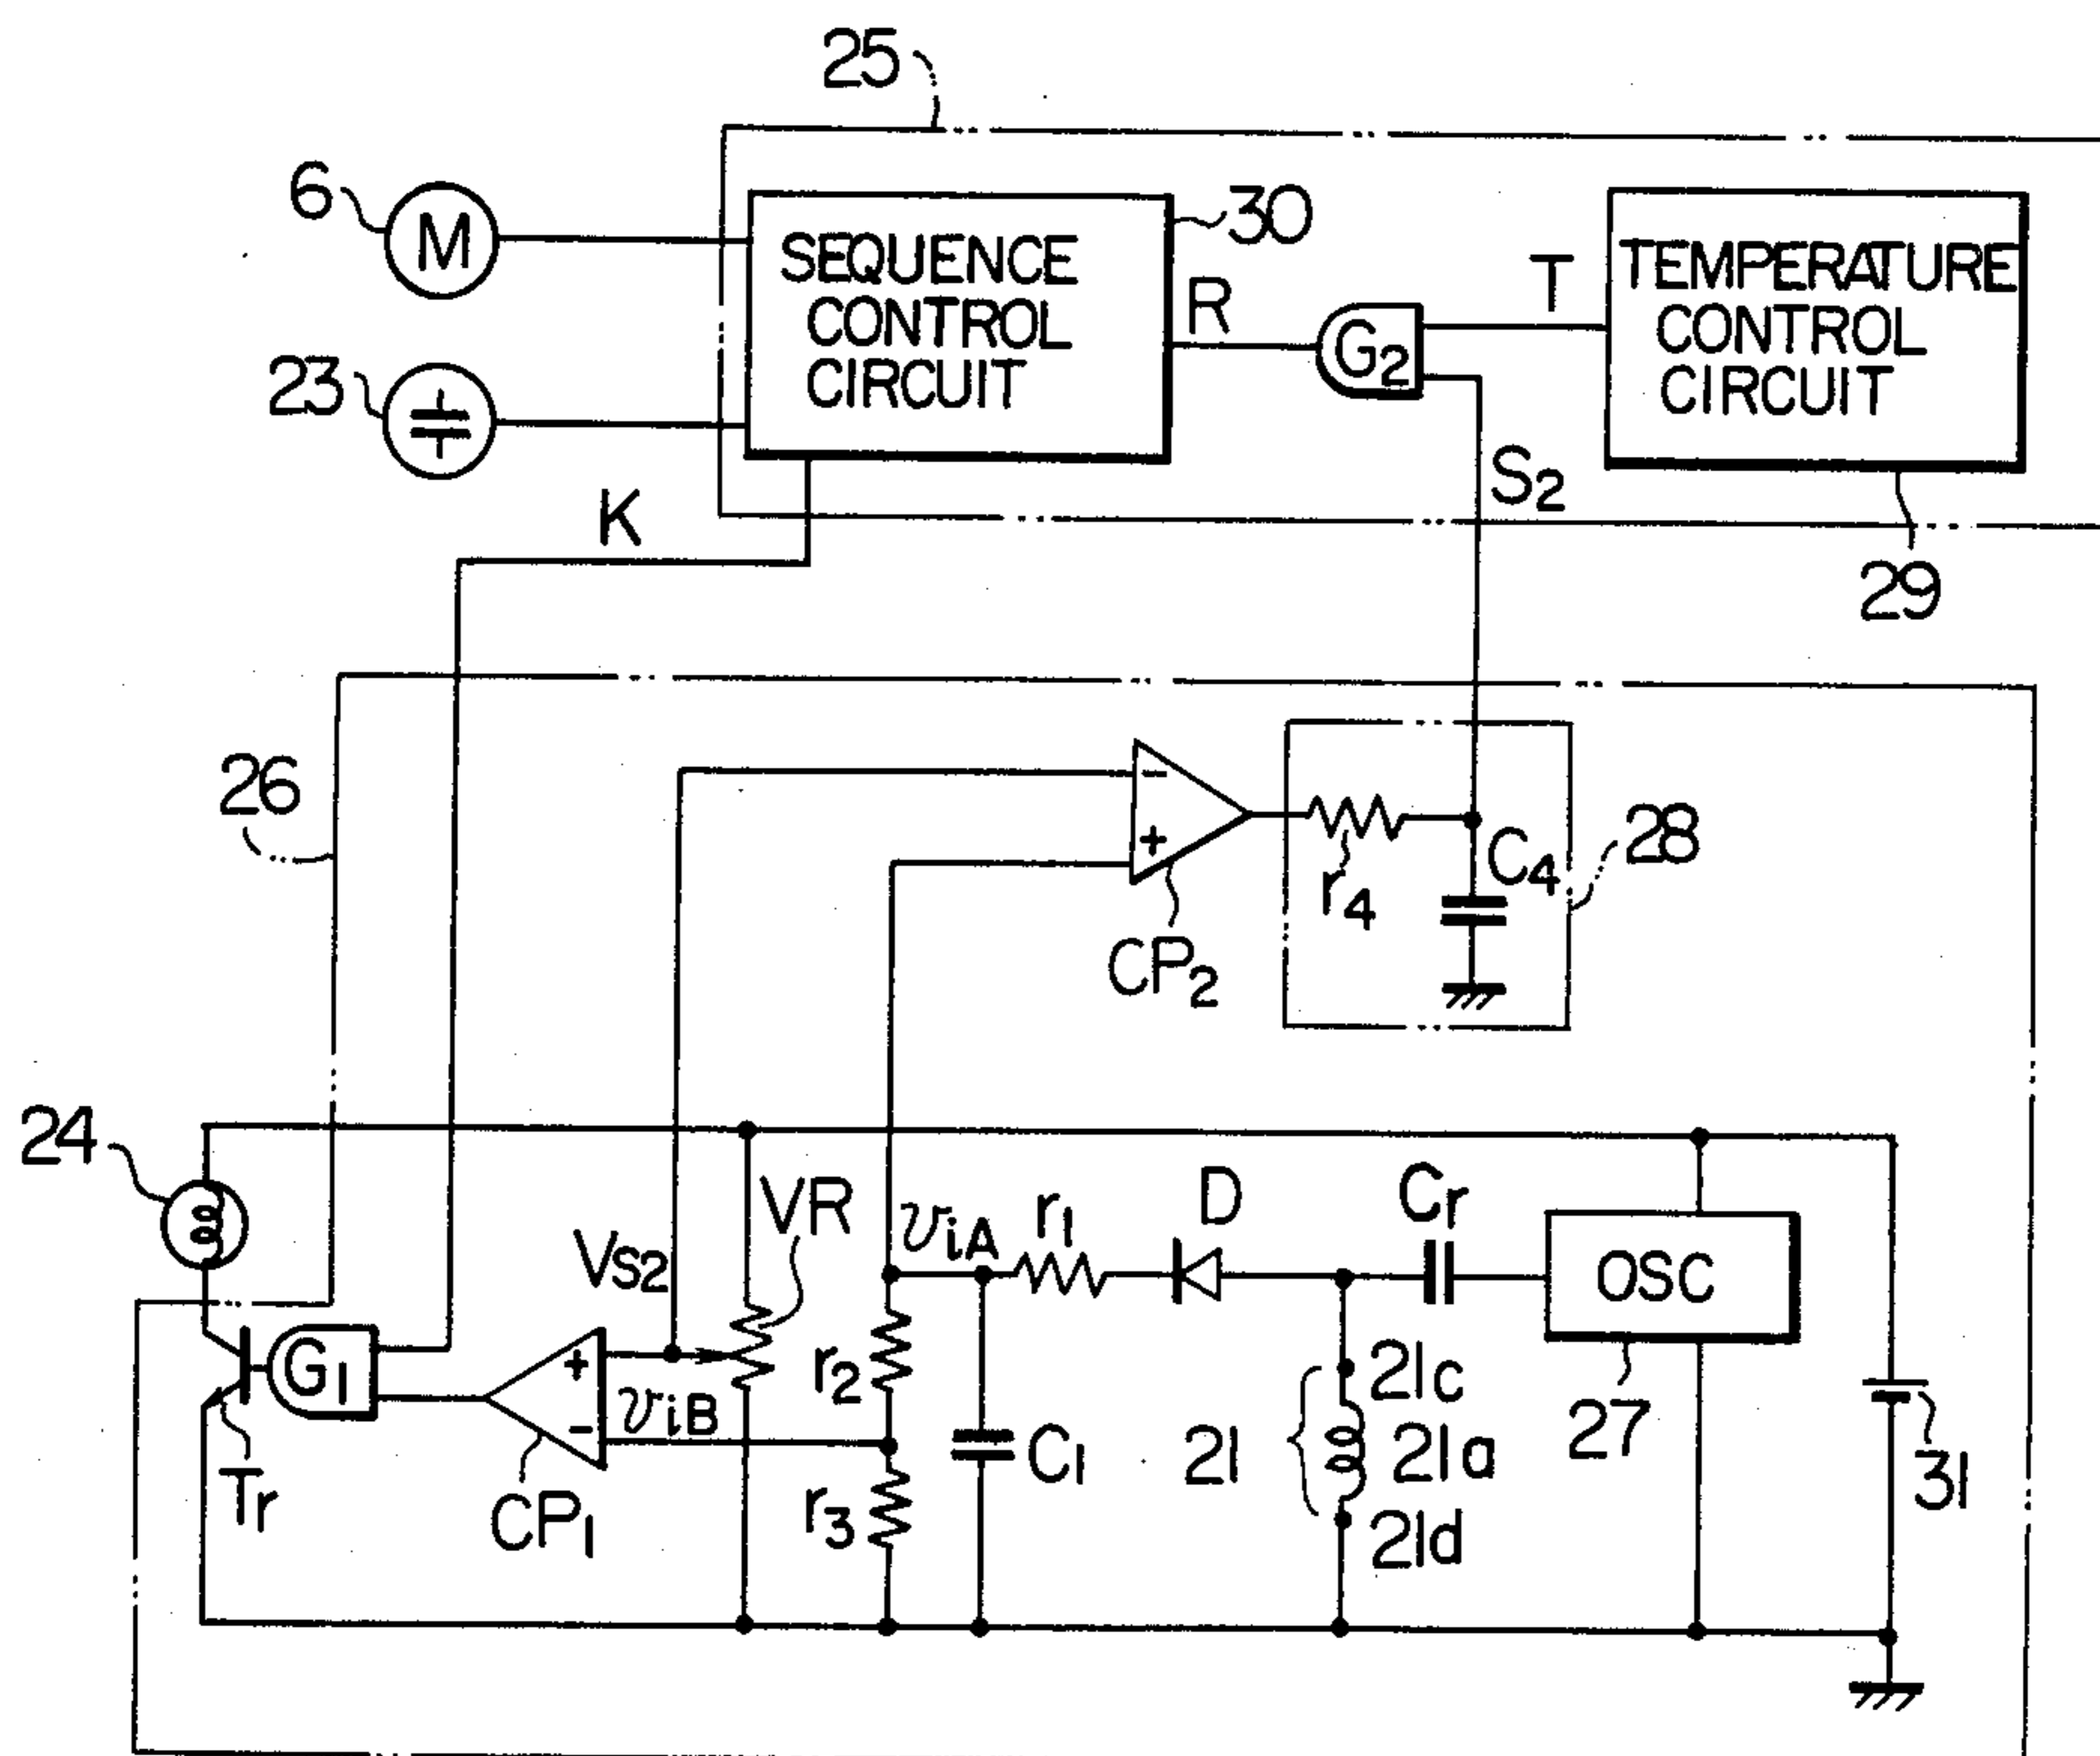 25
6
M
SEQUENCE
CONTROL
CIRCUIT
30
R
G2
T
TEMPERATURE
CONTROL
CIRCUIT
23
K
S2
29
26
-
+
CP2
r4
C4
28
24
VS2
VR
viA
r1
D
Cr
OSC
G1
+
viB
-
r2
C1
21
21c
21a
21d
27
31
Tr
CP1
r3